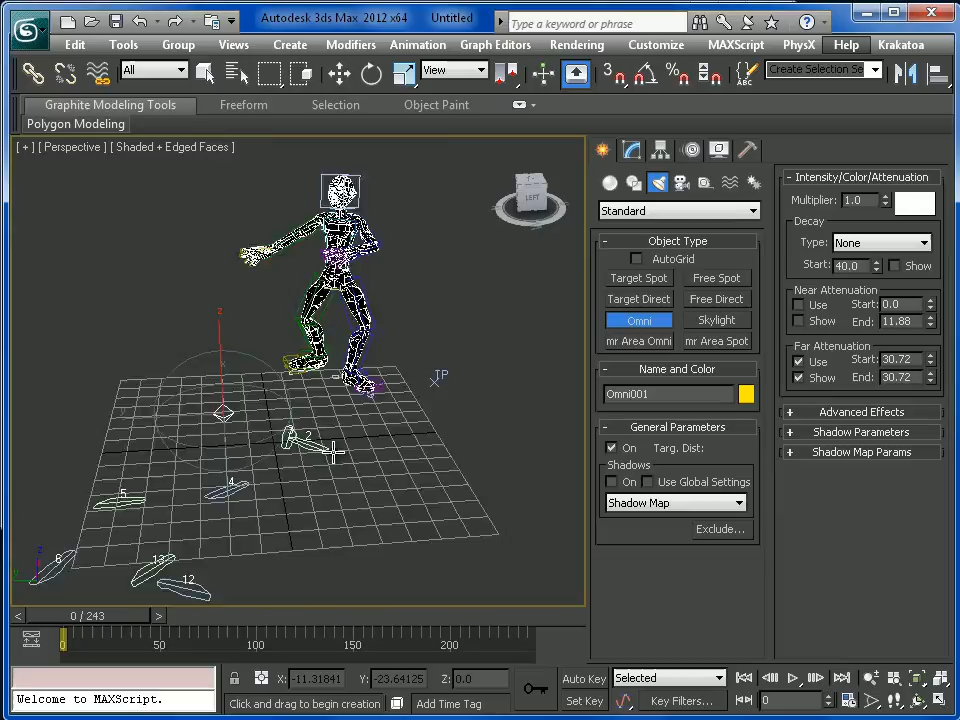 Autodesk 3ds Max 2012 x64 Untitled
Type a keyword or phrase
Edit Tools Group Views Create Modifiers Animation Graph Editors Rendering Customize MAXScript PhysX Help Krakatoa
All View 3 % ABC Create Selection Se
Graphite Modeling Tools Freeform Selection Object Paint
Polygon Modeling
[ + ] [ Perspective ] [ Shaded + Edged Faces ]
LEFT
z
x
y
TP
2
4
5
6
13
12
z
y
Standard
- Object Type
AutoGrid
Target Spot Free Spot
Target Direct Free Direct
Omni Skylight
mr Area Omni mr Area Spot
- Name and Color
Omni001
- General Parameters
On Targ. Dist:
Shadows
On Use Global Settings
Shadow Map
Exclude...
- Intensity/Color/Attenuation
Multiplier: 1.0
Decay
Type: None
Start: 40.0 Show
Near Attenuation
Use Start: 0.0
Show End: 11.88
Far Attenuation
Use Start: 30.72
Show End: 30.72
+ Advanced Effects
+ Shadow Parameters
+ Shadow Map Params
< 0 / 243 >
0 50 100 150 200
X: -11.31841 Y: -23.64125 Z: 0.0
Auto Key Selected
Welcome to MAXScript.
Click and drag to begin creation Add Time Tag
Set Key Key Filters... 0